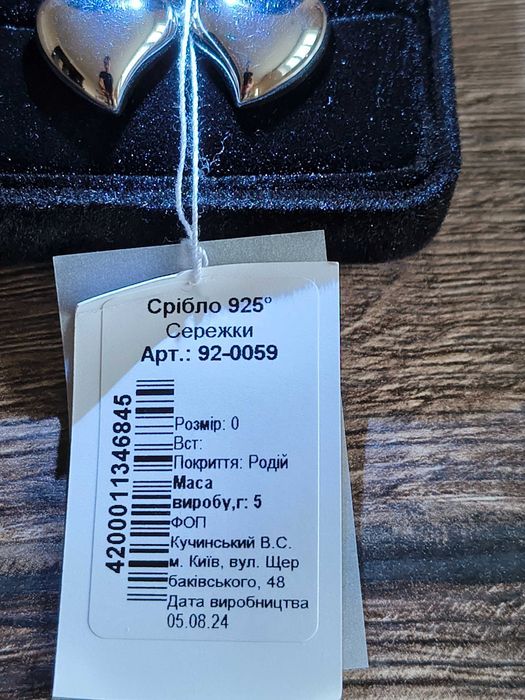 Срібло 925°
Сережки
Арт.: 92-0059
4200011346845
Розмір: 0
Вст:
Покриття: Родій
Маса
виробу,г: 5
ФОП
Кучинський В.С.
м. Київ, вул. Щер
баківського, 48
Дата виробництва
05.08.24